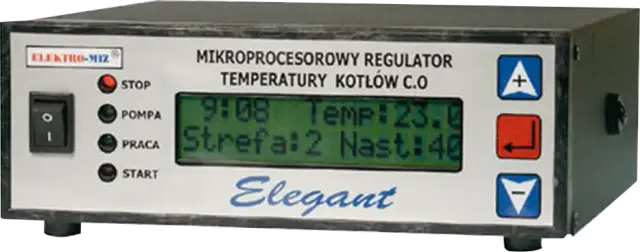 ELEKTRO-MIZ®
MIKROPROCESOROWY REGULATOR
TEMPERATURY KOTŁÓW C.O
STOP
POMPA
PRACA
START
9:08 Temp:23.0
Strefa:2 Nast:40
Elegant
+
−
I
O